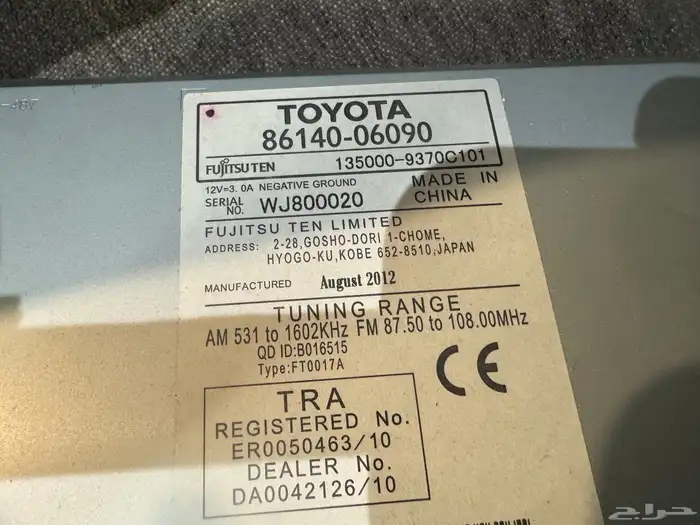 -487
TOYOTA
86140-06090
FUJITSU TEN 135000-9370C101
12V=3.0A NEGATIVE GROUND
SERIAL NO. WJ800020
MADE IN CHINA
FUJITSU TEN LIMITED
ADDRESS: 2-28,GOSHO-DORI 1-CHOME,
HYOGO-KU,KOBE 652-8510,JAPAN
MANUFACTURED August 2012
TUNING RANGE
AM 531 to 1602KHz FM 87.50 to 108.00MHz
QD ID:B016515
Type:FT0017A
CE
TRA
REGISTERED No.
ER0050463/10
DEALER No.
DA0042126/10
حراج